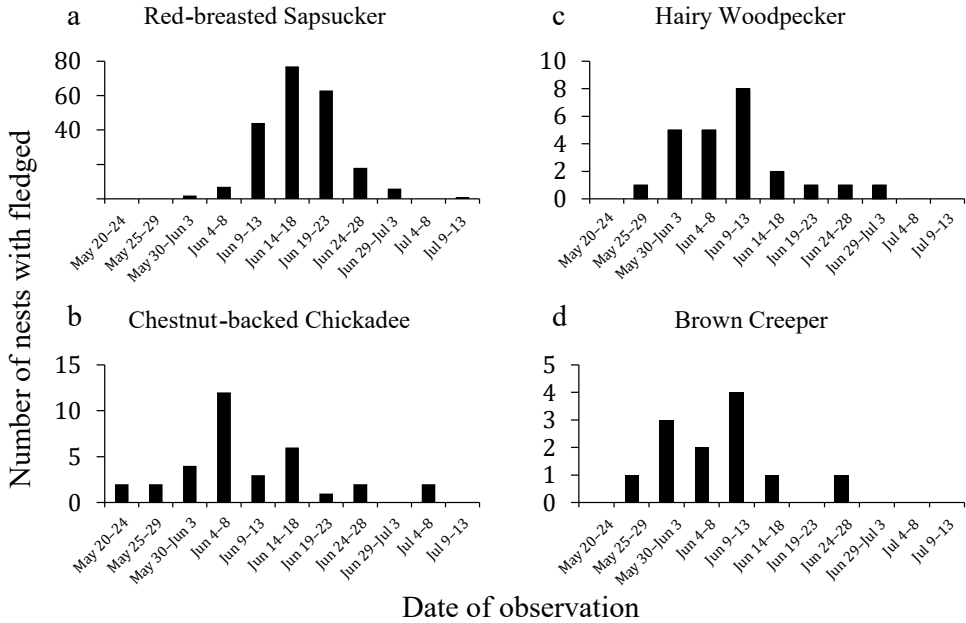 a
Red-breasted Sapsucker
80
60
40
May 20–24
May 25–29
May 30–Jun 3
Jun 4–8
Jun 9–13
Jun 14–18
Jun 19–23
Jun 24–28
Jun 29–Jul 3
Jul 4–8
Jul 9–13
c
Hairy Woodpecker
10
8
6
4
2
0
May 20–24
May 25–29
May 30–Jun 3
Jun 4–8
Jun 9–13
Jun 14–18
Jun 19–23
Jun 24–28
Jun 29–Jul 3
Jul 4–8
Jul 9–13
b
Chestnut-backed Chickadee
15
10
5
0
May 20–24
May 25–29
May 30–Jun 3
Jun 4–8
Jun 9–13
Jun 14–18
Jun 19–23
Jun 24–28
Jun 29–Jul 3
Jul 4–8
Jul 9–13
d
Brown Creeper
5
4
3
2
1
0
May 20–24
May 25–29
May 30–Jun 3
Jun 4–8
Jun 9–13
Jun 14–18
Jun 19–23
Jun 24–28
Jun 29–Jul 3
Jul 4–8
Jul 9–13
Number of nests with fledged
Date of observation